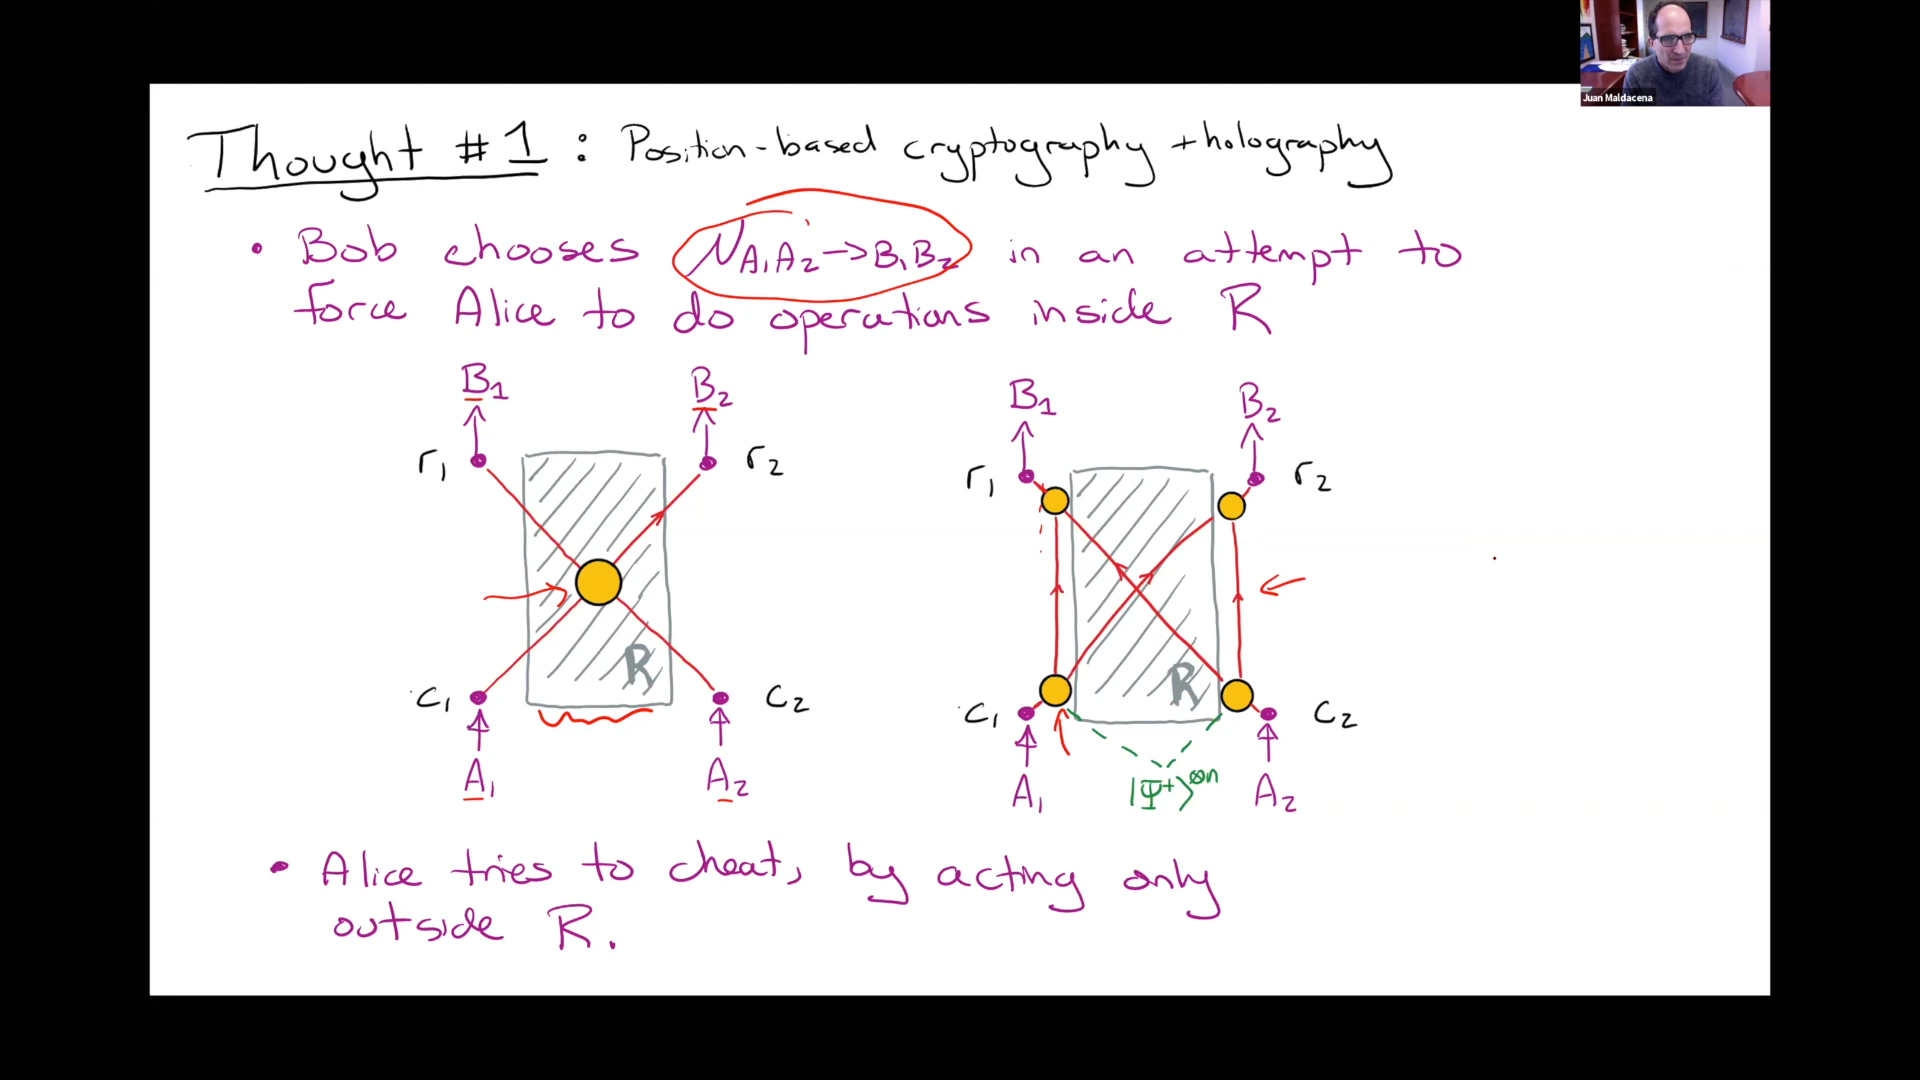 Juan Maldacena
Thought #1 : Position-based cryptography + holography
• Bob chooses N A₁A₂→B₁B₂ in an attempt to
force Alice to do operations inside R
B₁ B₂ B₁ B₂
r₁ r₂ r₁ r₂
R R
c₁ c₂ c₁ c₂
A₁ A₂ A₁ |Ψ⁺⟩^⊗n A₂
• Alice tries to cheat, by acting only
outside R.